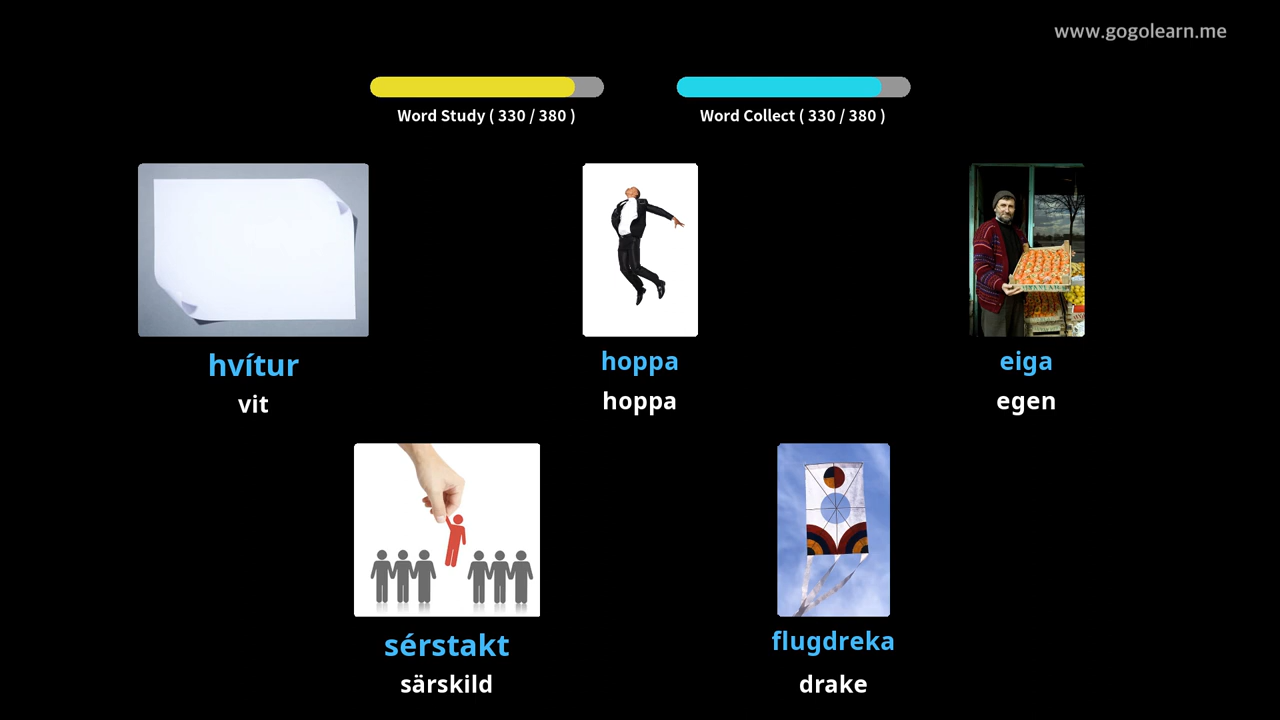 www.gogolearn.me
Word Study ( 330 / 380 )
Word Collect ( 330 / 380 )
hvítur
vit
hoppa
hoppa
eiga
egen
sérstakt
särskild
flugdreka
drake